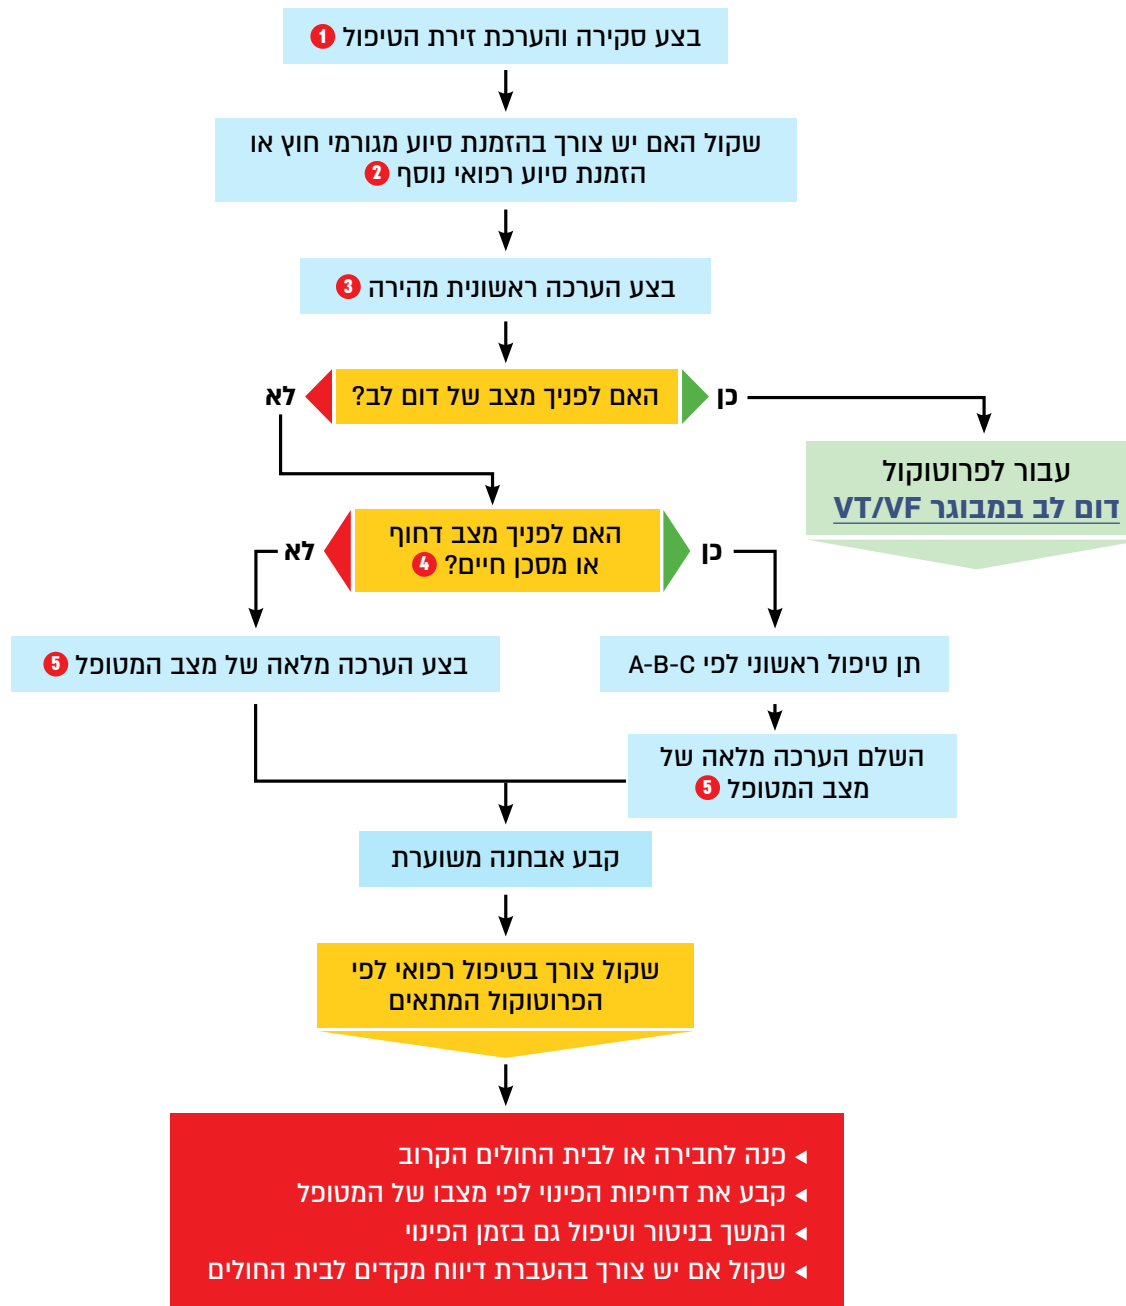 בצע סקירה והערכת זירת הטיפול 1
שקול האם יש צורך בהזמנת סיוע מגורמי חוץ או
הזמנת סיוע רפואי נוסף 2
בצע הערכה ראשונית מהירה 3
האם לפניך מצב של דום לב?
כן
לא
עבור לפרוטוקול
דום לב במבוגר VT/VF
האם לפניך מצב דחוף
או מסכן חיים? 4
כן
לא
תן טיפול ראשוני לפי A-B-C
בצע הערכה מלאה של מצב המטופל 5
השלם הערכה מלאה של
מצב המטופל 5
קבע אבחנה משוערת
שקול צורך בטיפול רפואי לפי
הפרוטוקול המתאים
◂ פנה לחבירה או לבית החולים הקרוב
◂ קבע את דחיפות הפינוי לפי מצבו של המטופל
◂ המשך בניטור וטיפול גם בזמן הפינוי
◂ שקול אם יש צורך בהעברת דיווח מקדים לבית החולים